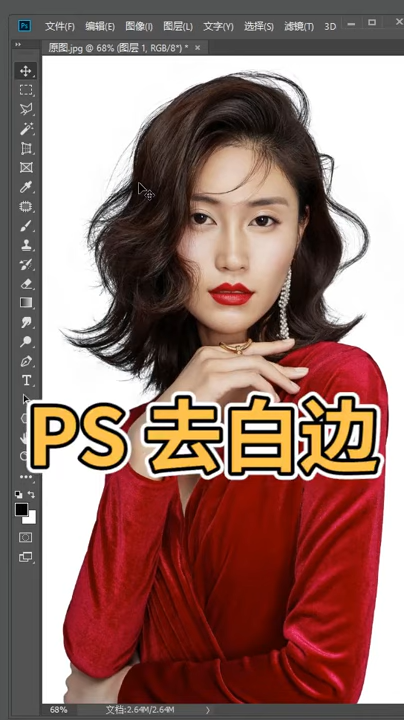 Ps 文件(F) 编辑(E) 图像(I) 图层(L) 文字(Y) 选择(S) 滤镜(T) 3D
原图.jpg @ 68% (图层 1, RGB/8*) *
PS 去白边
68% 文档:2.64M/2.64M